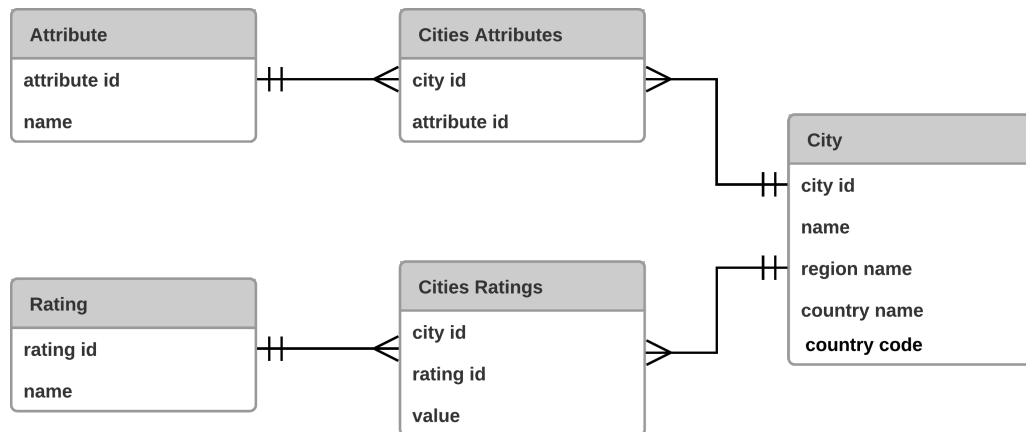 Attribute
attribute id
name
Cities Attributes
city id
attribute id
City
city id
name
region name
country name
country code
Rating
rating id
name
Cities Ratings
city id
rating id
value